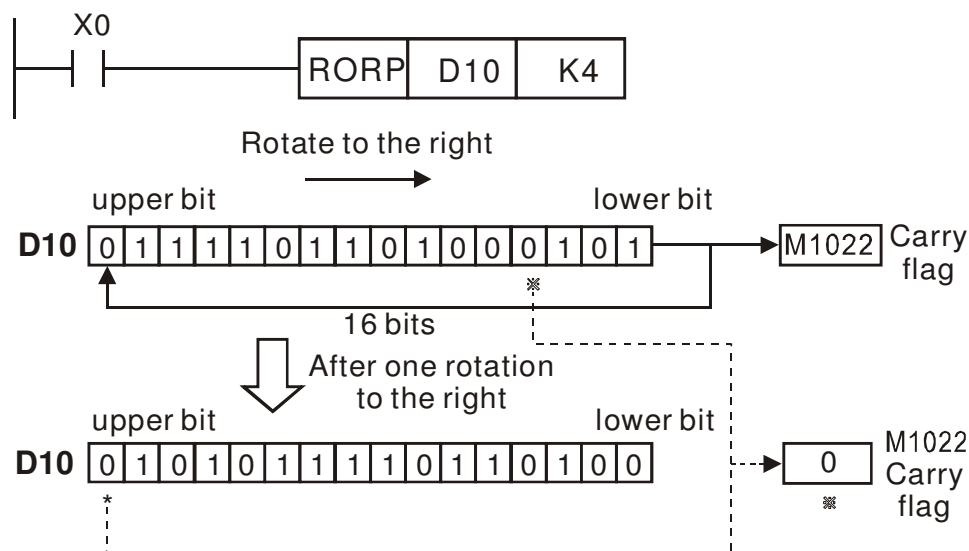 X0
RORP D10 K4
Rotate to the right
upper bit lower bit
D10 0 1 1 1 1 0 1 1 0 1 0 0 0 1 0 1 M1022 Carry
flag
※
16 bits
After one rotation
to the right
upper bit lower bit
D10 0 1 0 1 0 1 1 1 1 0 1 1 0 1 0 0 0 M1022
Carry
flag
* ※